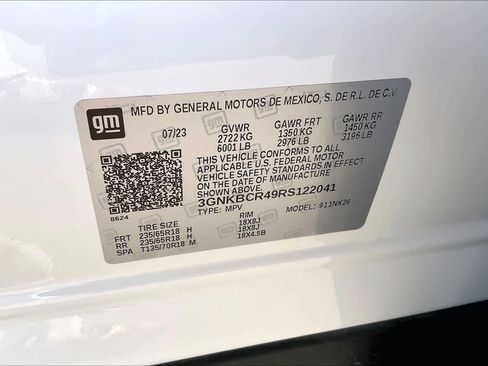 MFD BY GENERAL MOTORS DE MEXICO, S. DE R.L. DE C.V.
gm
07/23 GVWR GAWR FRT GAWR RR
2722 KG 1350 KG 1450 KG
6001 LB 2976 LB 3196 LB
THIS VEHICLE CONFORMS TO ALL
APPLICABLE U.S. FEDERAL MOTOR
VEHICLE SAFETY STANDARDS IN EFFECT
ON THE DATE OF MANUFACTURE
SHOWN ABOVE.
3GNKBCR49RS122041
8624 TYPE: MPV 911NK26
TIRE SIZE RIM
FRT 235/65R18 H 18X8J
RR 235/65R18 H 18X8J
SPA T135/70R18 M 18X4.5B